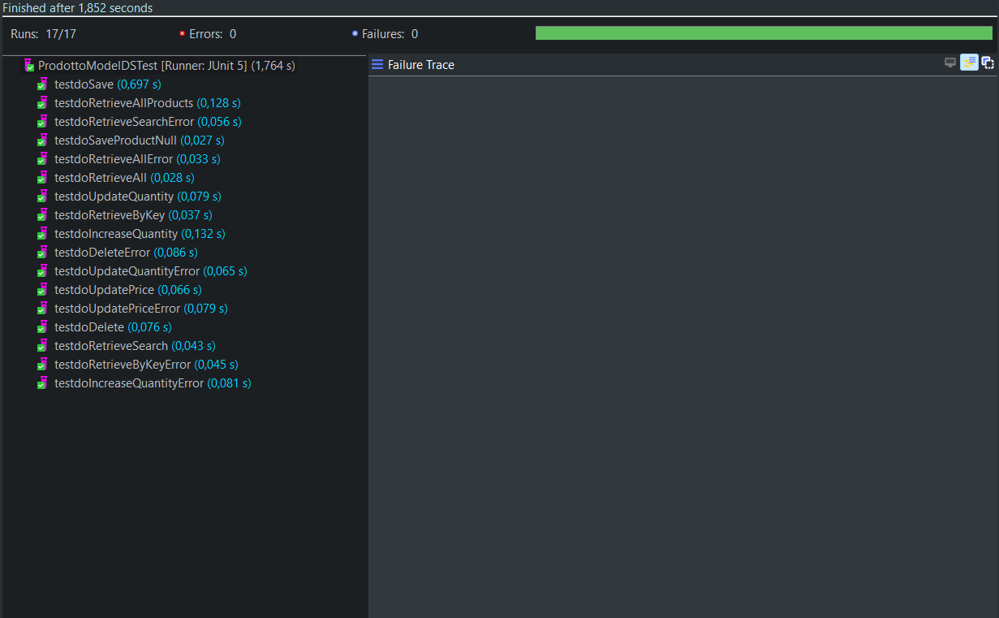 Finished after 1,852 seconds
Runs: 17/17 Errors: 0 Failures: 0
ProdottoModelDSTest [Runner: JUnit 5] (1,764 s)
Failure Trace
testdoSave (0,697 s)
testdoRetrieveAllProducts (0,128 s)
testdoRetrieveSearchError (0,056 s)
testdoSaveProductNull (0,027 s)
testdoRetrieveAllError (0,033 s)
testdoRetrieveAll (0,028 s)
testdoUpdateQuantity (0,079 s)
testdoRetrieveByKey (0,037 s)
testdoIncreaseQuantity (0,132 s)
testdoDeleteError (0,086 s)
testdoUpdateQuantityError (0,065 s)
testdoUpdatePrice (0,066 s)
testdoUpdatePriceError (0,079 s)
testdoDelete (0,076 s)
testdoRetrieveSearch (0,043 s)
testdoRetrieveByKeyError (0,045 s)
testdoIncreaseQuantityError (0,081 s)